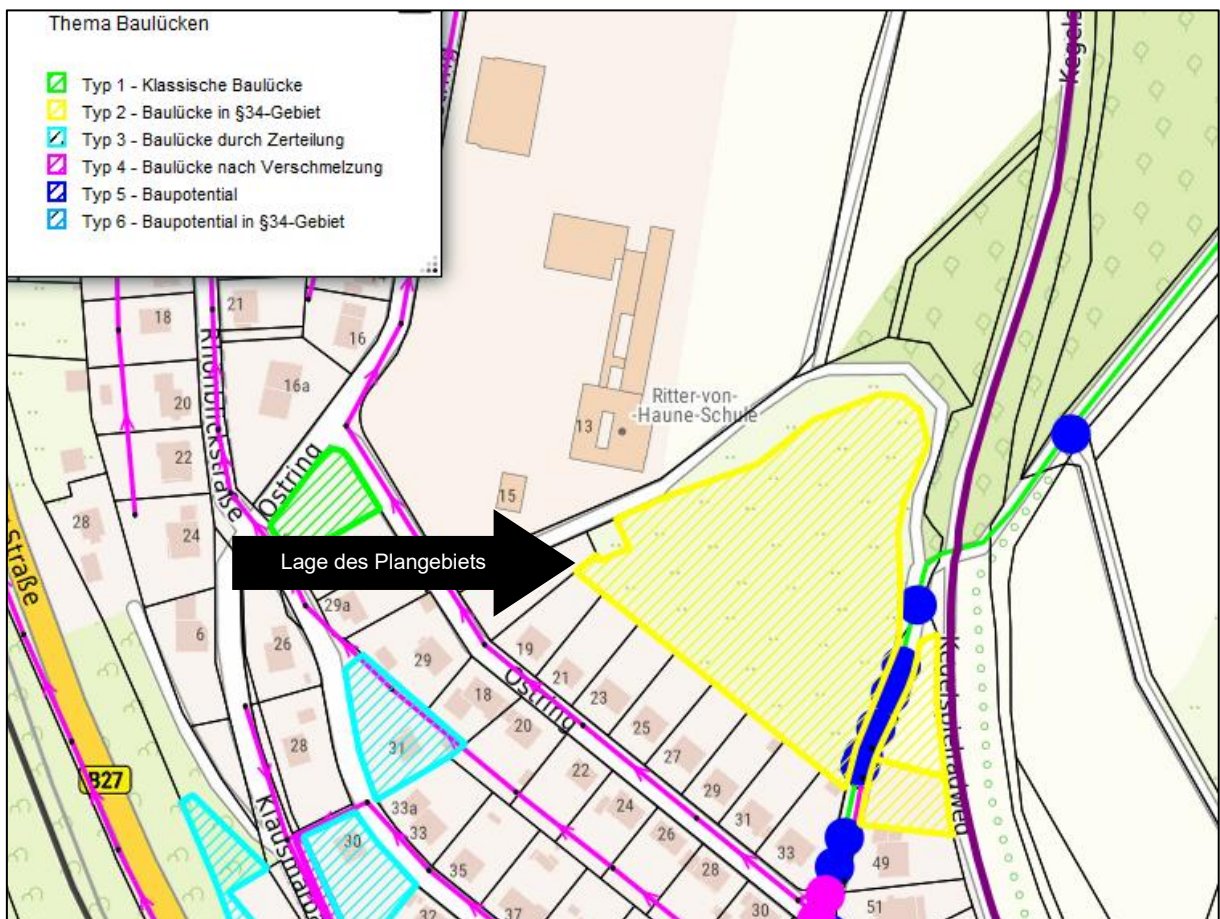 Thema Baulücken
Typ 1 - Klassische Baulücke
Typ 2 - Baulücke in §34-Gebiet
Typ 3 - Baulücke durch Zerteilung
Typ 4 - Baulücke nach Verschmelzung
Typ 5 - Baupotential
Typ 6 - Baupotential in §34-Gebiet
18
21
16
16a
20
22
Rhönblickstraße
Ostring
Ritter-von-
-Haune-Schule
13
15
28
24
Straße
Lage des Plangebiets
29a
6
26
29
19
21
18
Ostring
23
20
25
28
31
27
22
B27
29
24
31
33a
33
26
33
30
49
35
28
32
37
30
51